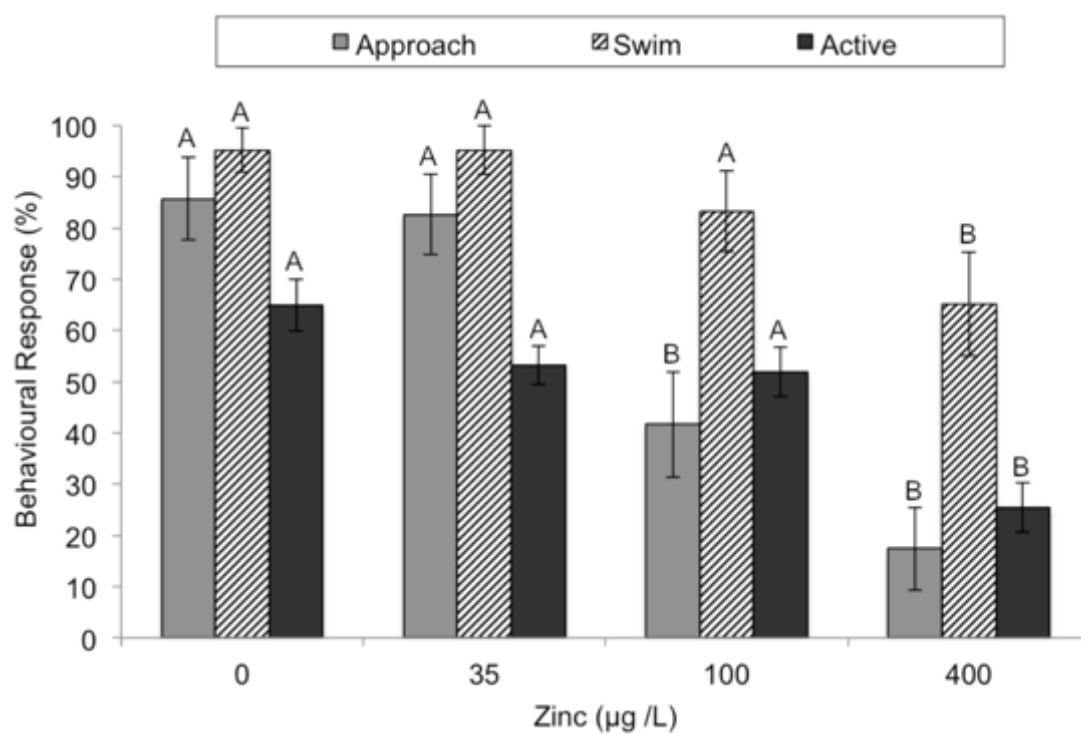 Approach Swim Active
A A A A A A
100
90
80
70
60
50
40
30
20
10
0
A A B A B B
Behavioural Response (%)
0 35 100 400
Zinc (µg /L)